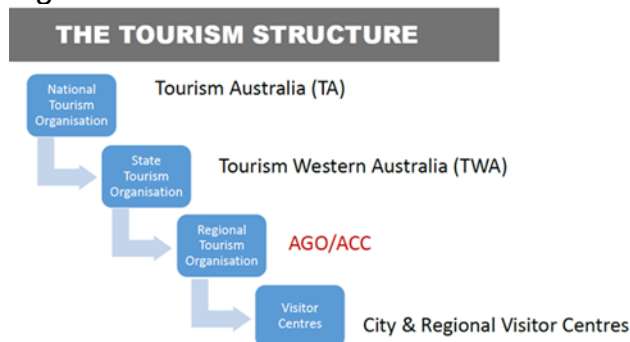 THE TOURISM STRUCTURE
National
Tourism
Organisation
Tourism Australia (TA)
State
Tourism
Organisation
Tourism Western Australia (TWA)
Regional
Tourism
Organisation
AGO/ACC
Visitor
Centres
City & Regional Visitor Centres